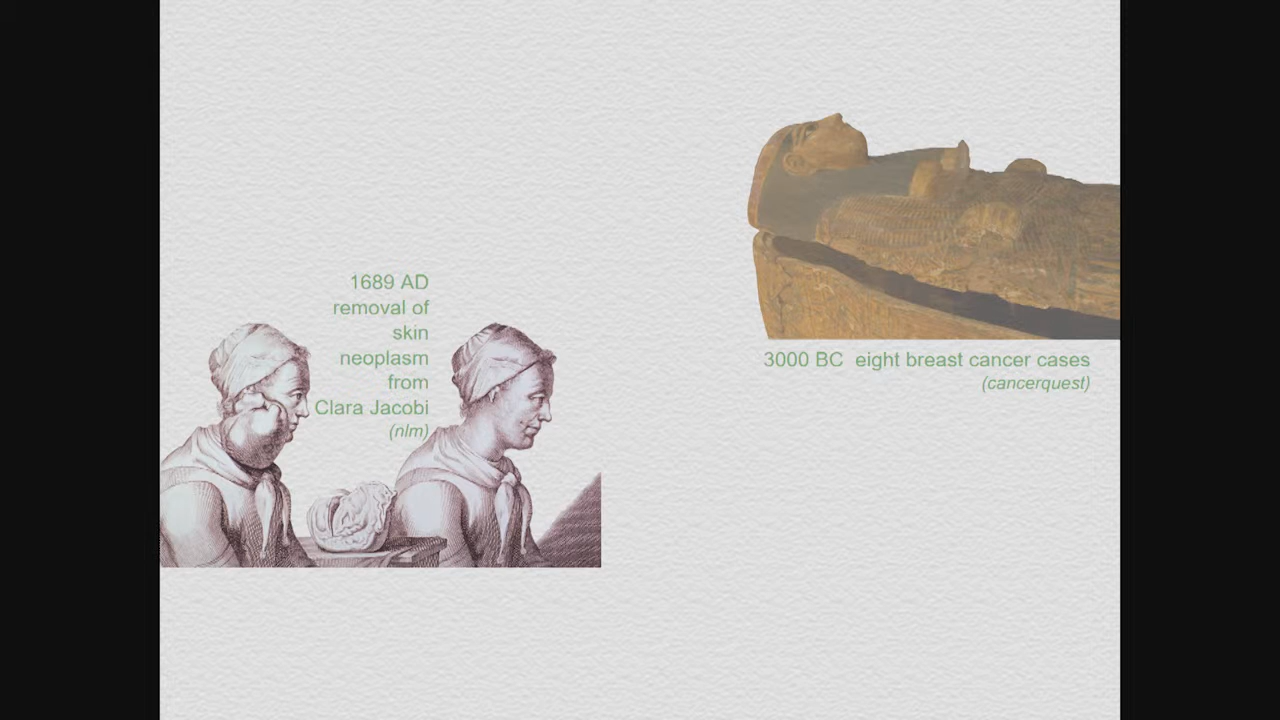 1689 AD
removal of
skin
neoplasm
from
Clara Jacobi
(nlm)
3000 BC  eight breast cancer cases
(cancerquest)